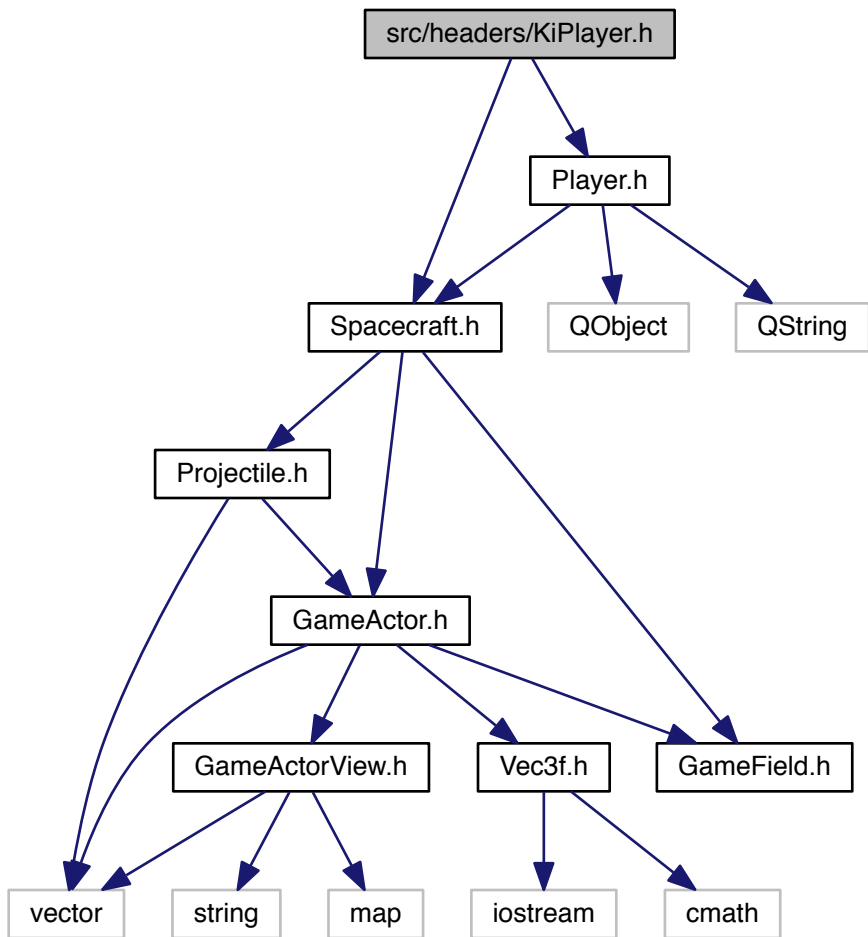 src/headers/KiPlayer.h
Player.h
Spacecraft.h
QObject
QString
Projectile.h
GameActor.h
GameActorView.h
Vec3f.h
GameField.h
vector
string
map
iostream
cmath